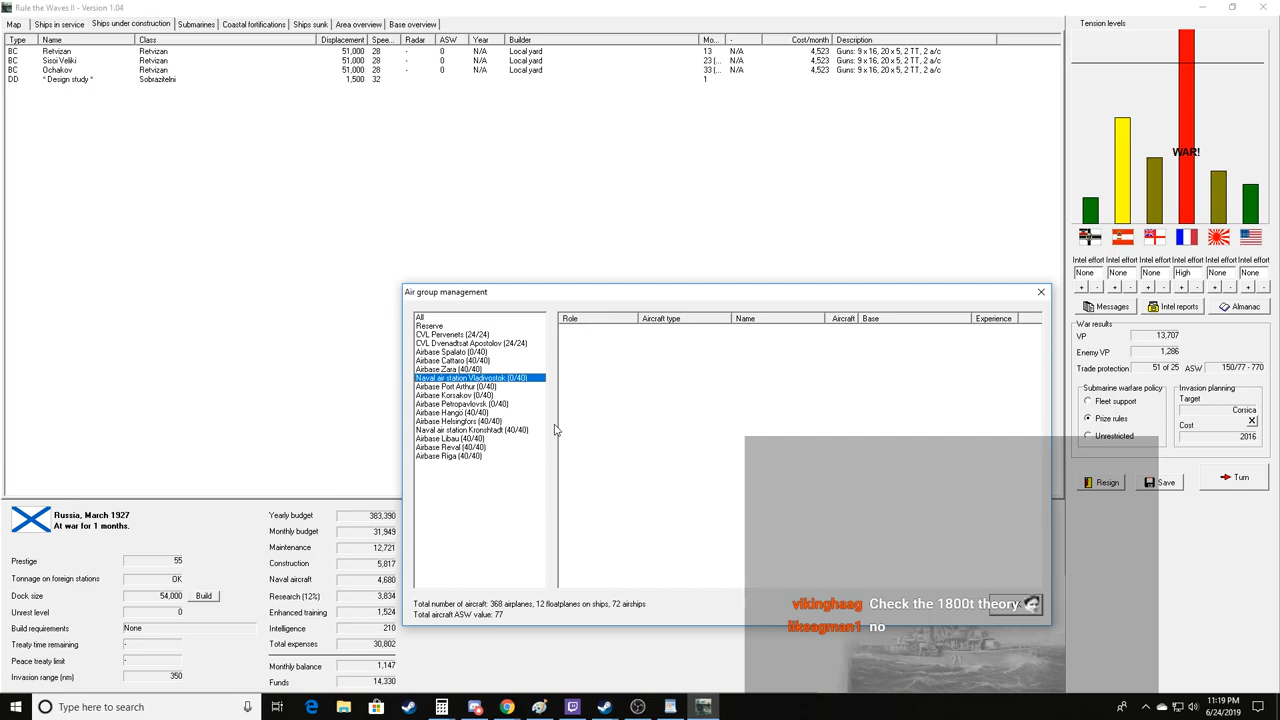 Rule the Waves II - Version 1.04
Map Ships in service Ships under construction Submarines Coastal fortifications Ships sunk Area overview Base overview
Type Name Class Displacement Spee... Radar ASW Year Builder Mo... - Cost/month Description
BC Retvizan Retvizan 51,000 28 - 0 N/A Local yard 13 N/A 4,523 Guns: 9 x 16, 20 x 5, 2 TT, 2 a/c
BC Sisoi Veliki Retvizan 51,000 28 - 0 N/A Local yard 23 (... N/A 4,523 Guns: 9 x 16, 20 x 5, 2 TT, 2 a/c
BC Ochakov Retvizan 51,000 28 - 0 N/A Local yard 33 (... N/A 4,523 Guns: 9 x 16, 20 x 5, 2 TT, 2 a/c
DD * Design study * Sobrazitelni 1,500 32 1
Tension levels
WAR!
Intel effort Intel effort Intel effort Intel effort Intel effort Intel effort
None None None High None None
+ - + - + - + - + - + -
Messages Intel reports Almanac
War results
VP 13,707
Enemy VP 1,286
Trade protection 51 of 25 ASW 150/77 - 770
Submarine warfare policy
Fleet support
Prize rules
Unrestricted
Invasion planning
Target
Corsica
Cost X
2016
Resign Save Turn
Air group management
All
Reserve
CVL Pervenets (24/24)
CVL Dvenadtsat Apostolov (24/24)
Airbase Spalato (0/40)
Airbase Cattaro (40/40)
Airbase Zara (40/40)
Naval air station Vladivostok (0/40)
Airbase Port Arthur (0/40)
Airbase Korsakov (0/40)
Airbase Petropavlovsk (0/40)
Airbase Hangö (40/40)
Airbase Helsingfors (40/40)
Naval air station Kronshtadt (40/40)
Airbase Libau (40/40)
Airbase Reval (40/40)
Airbase Riga (40/40)
Role Aircraft type Name Aircraft Base Experience
Total number of aircraft: 368 airplanes, 12 floatplanes on ships, 72 airships
Total aircraft ASW value: 77
vikinghaag Check the 1800t theory
likeagman1 no
Russia, March 1927
At war for 1 months.
Prestige 55
Tonnage on foreign stations OK
Dock size 54,000 Build
Unrest level 0
Build requirements None
Treaty time remaining -
Peace treaty limit -
Invasion range (nm) 350
Yearly budget 383,390
Monthly budget 31,949
Maintenance 12,721
Construction 5,817
Naval aircraft 4,680
Research (12%) 3,834
Enhanced training 1,524
Intelligence 210
Total expenses 30,802
Monthly balance 1,147
Funds 14,330
Type here to search
11:19 PM
6/24/2019